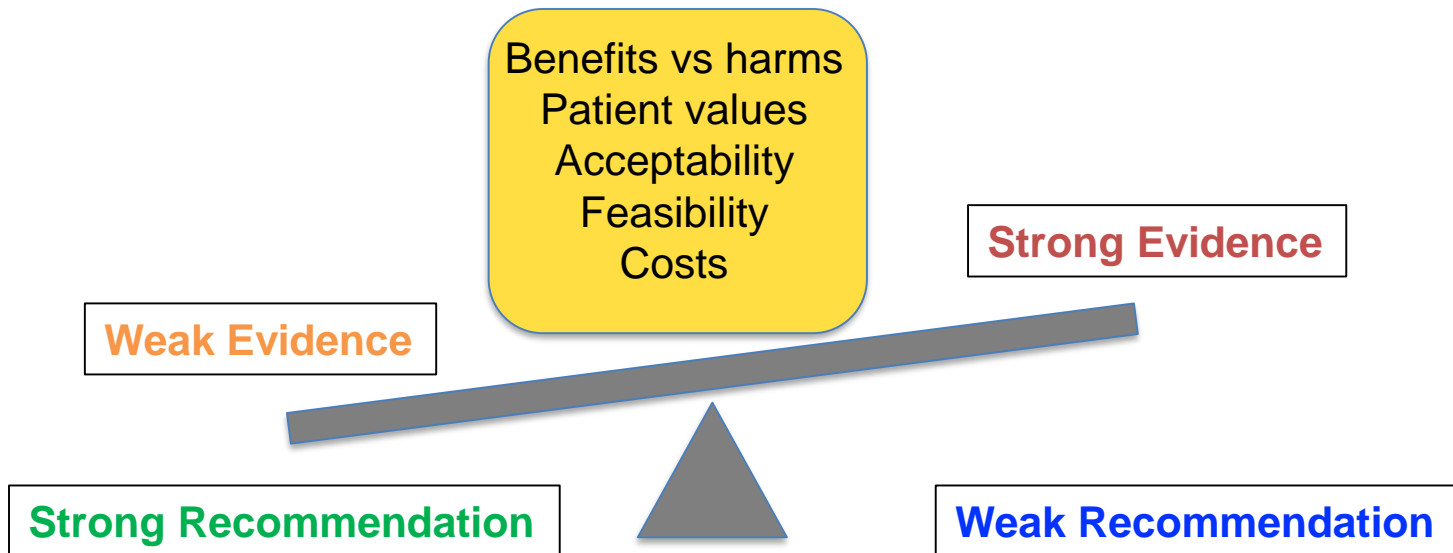 Benefits vs harms
Patient values
Acceptability
Feasibility
Costs
Strong Evidence
Weak Evidence
Strong Recommendation
Weak Recommendation